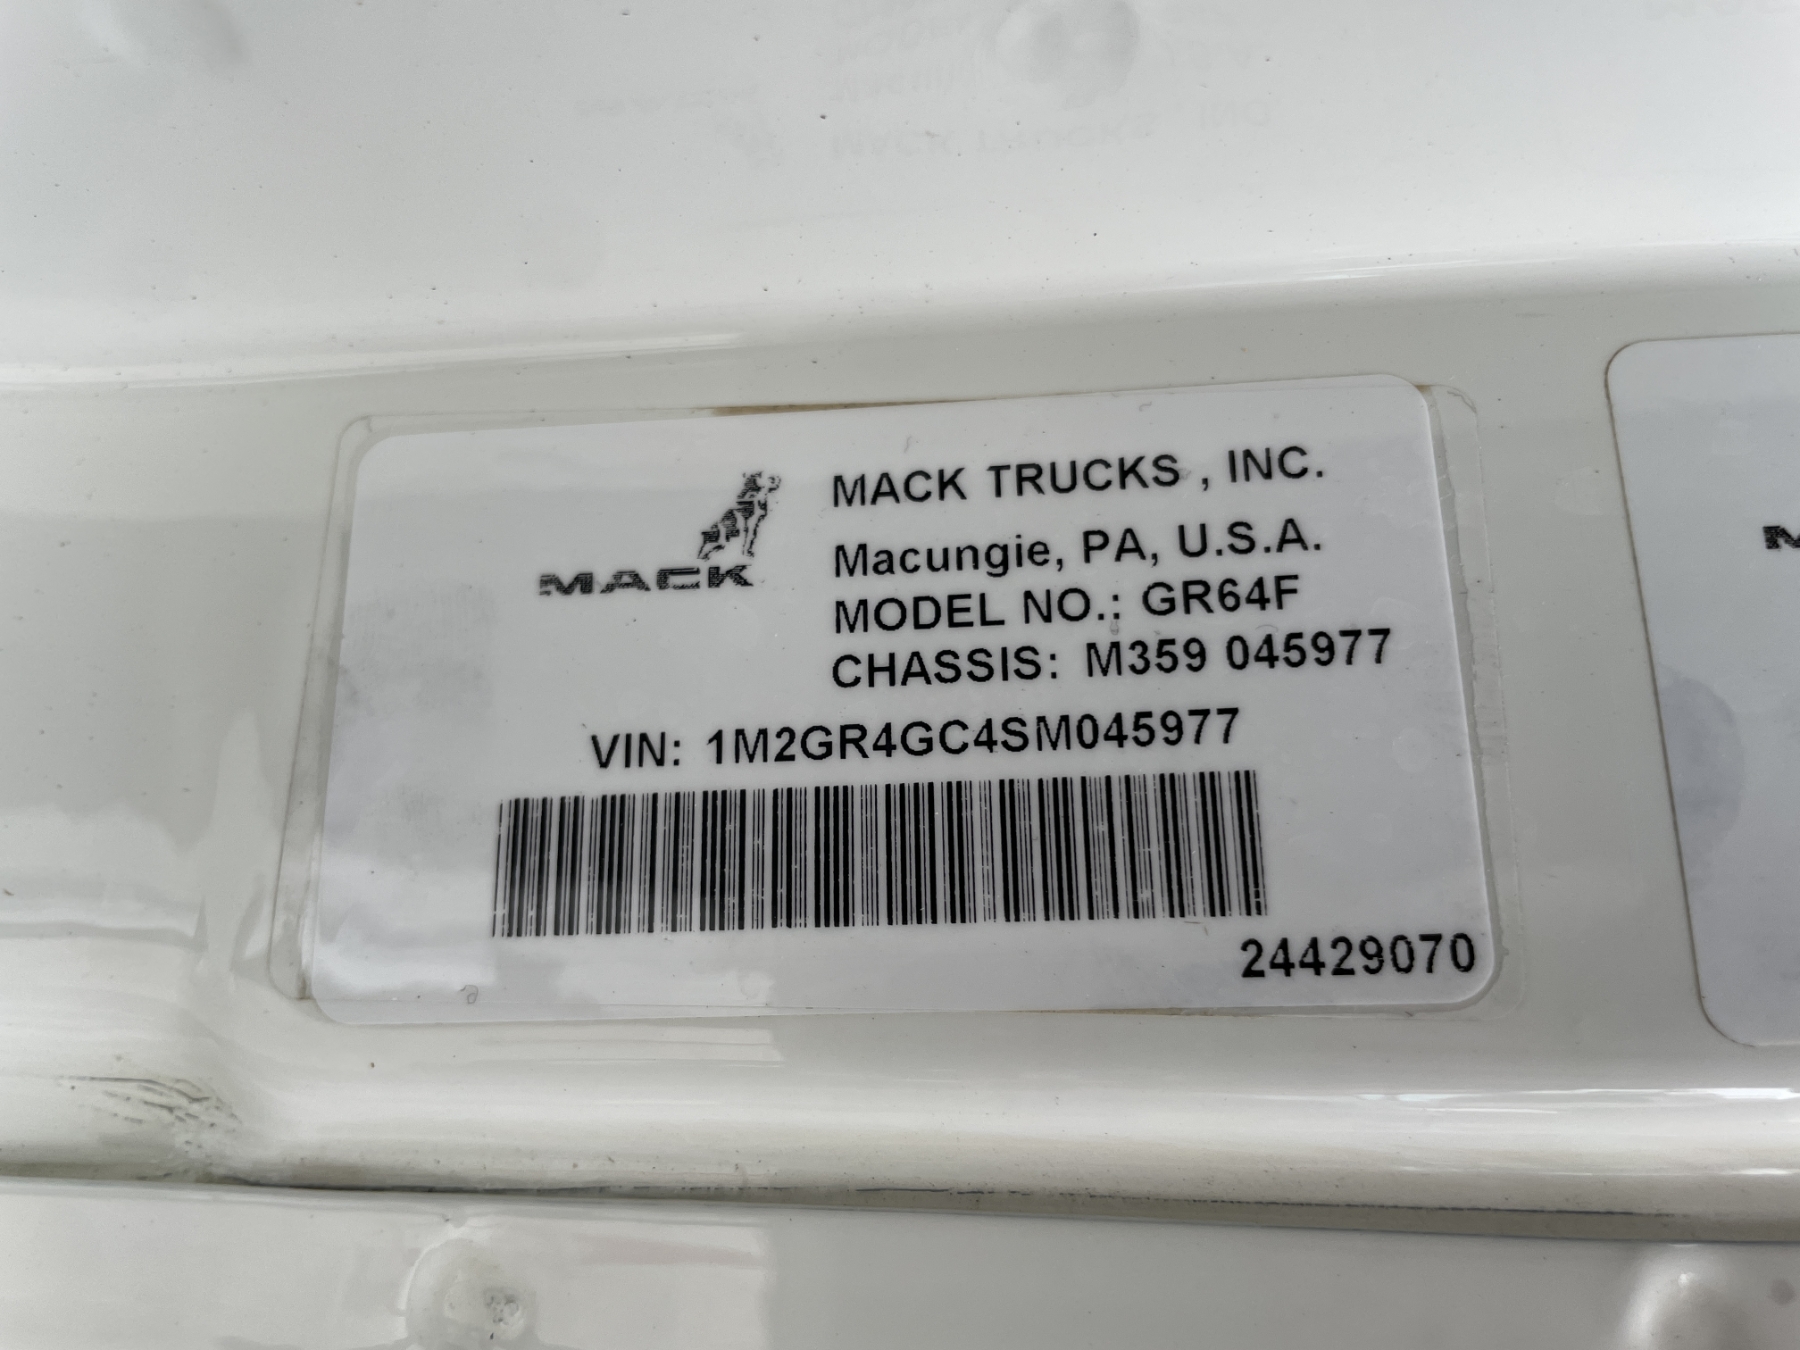 MACK TRUCKS , INC.
MACK
Macungie, PA, U.S.A.
MODEL NO.: GR64F
CHASSIS: M359 045977
VIN: 1M2GR4GC4SM045977
24429070